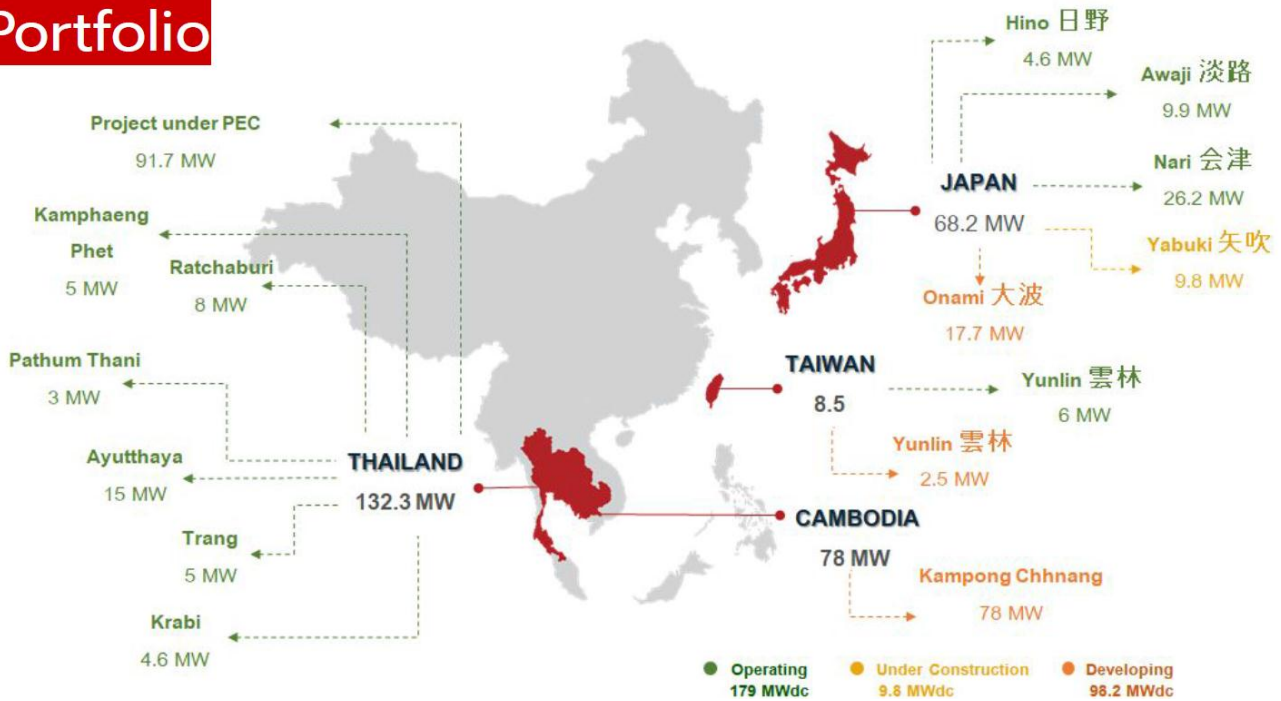 Portfolio
Project under PEC
91.7 MW
Kamphaeng
Phet
5 MW
Ratchaburi
8 MW
Pathum Thani
3 MW
Ayutthaya
15 MW
Trang
5 MW
Krabi
4.6 MW
THAILAND
132.3 MW
Hino 日野
4.6 MW
Awaji 淡路
9.9 MW
Nari 会津
26.2 MW
Yabuki 矢吹
9.8 MW
JAPAN
68.2 MW
Onami 大波
17.7 MW
TAIWAN
8.5
Yunlin 雲林
6 MW
Yunlin 雲林
2.5 MW
CAMBODIA
78 MW
Kampong Chhnang
78 MW
Operating
179 MWdc
Under Construction
9.8 MWdc
Developing
98.2 MWdc